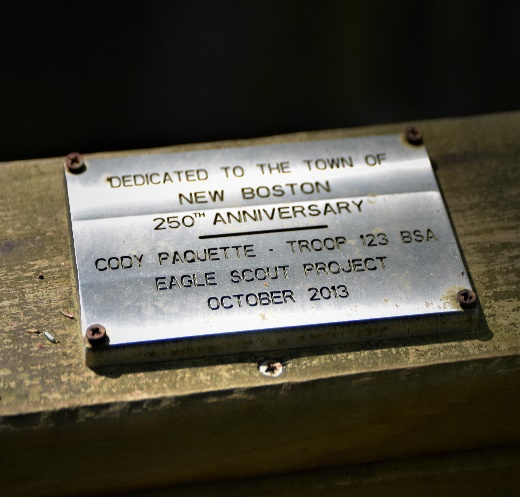 DEDICATED TO THE TOWN OF
NEW BOSTON
250TH ANNIVERSARY
CODY PAQUETTE - TROOP 123 BSA
EAGLE SCOUT PROJECT
OCTOBER 2013